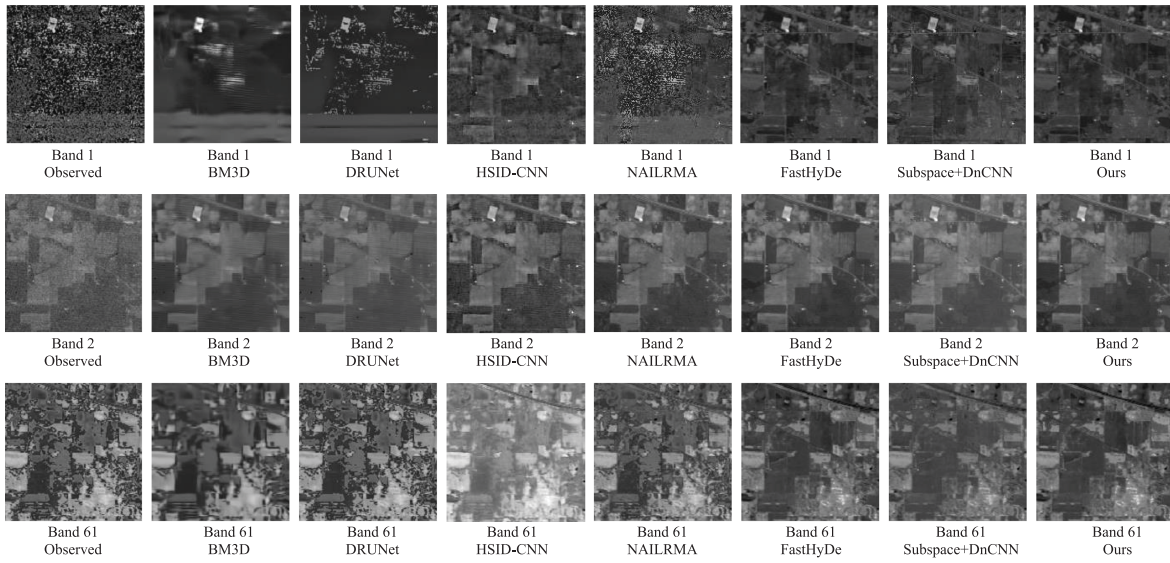 Band 1 Band 1 Band 1 Band 1 Band 1 Band 1 Band 1 Band 1
Observed BM3D DRUNet HSID-CNN NAILRMA FastHyDe Subspace+DnCNN Ours
Band 2 Band 2 Band 2 Band 2 Band 2 Band 2 Band 2 Band 2
Observed BM3D DRUNet HSID-CNN NAILRMA FastHyDe Subspace+DnCNN Ours
Band 61 Band 61 Band 61 Band 61 Band 61 Band 61 Band 61 Band 61
Observed BM3D DRUNet HSID-CNN NAILRMA FastHyDe Subspace+DnCNN Ours